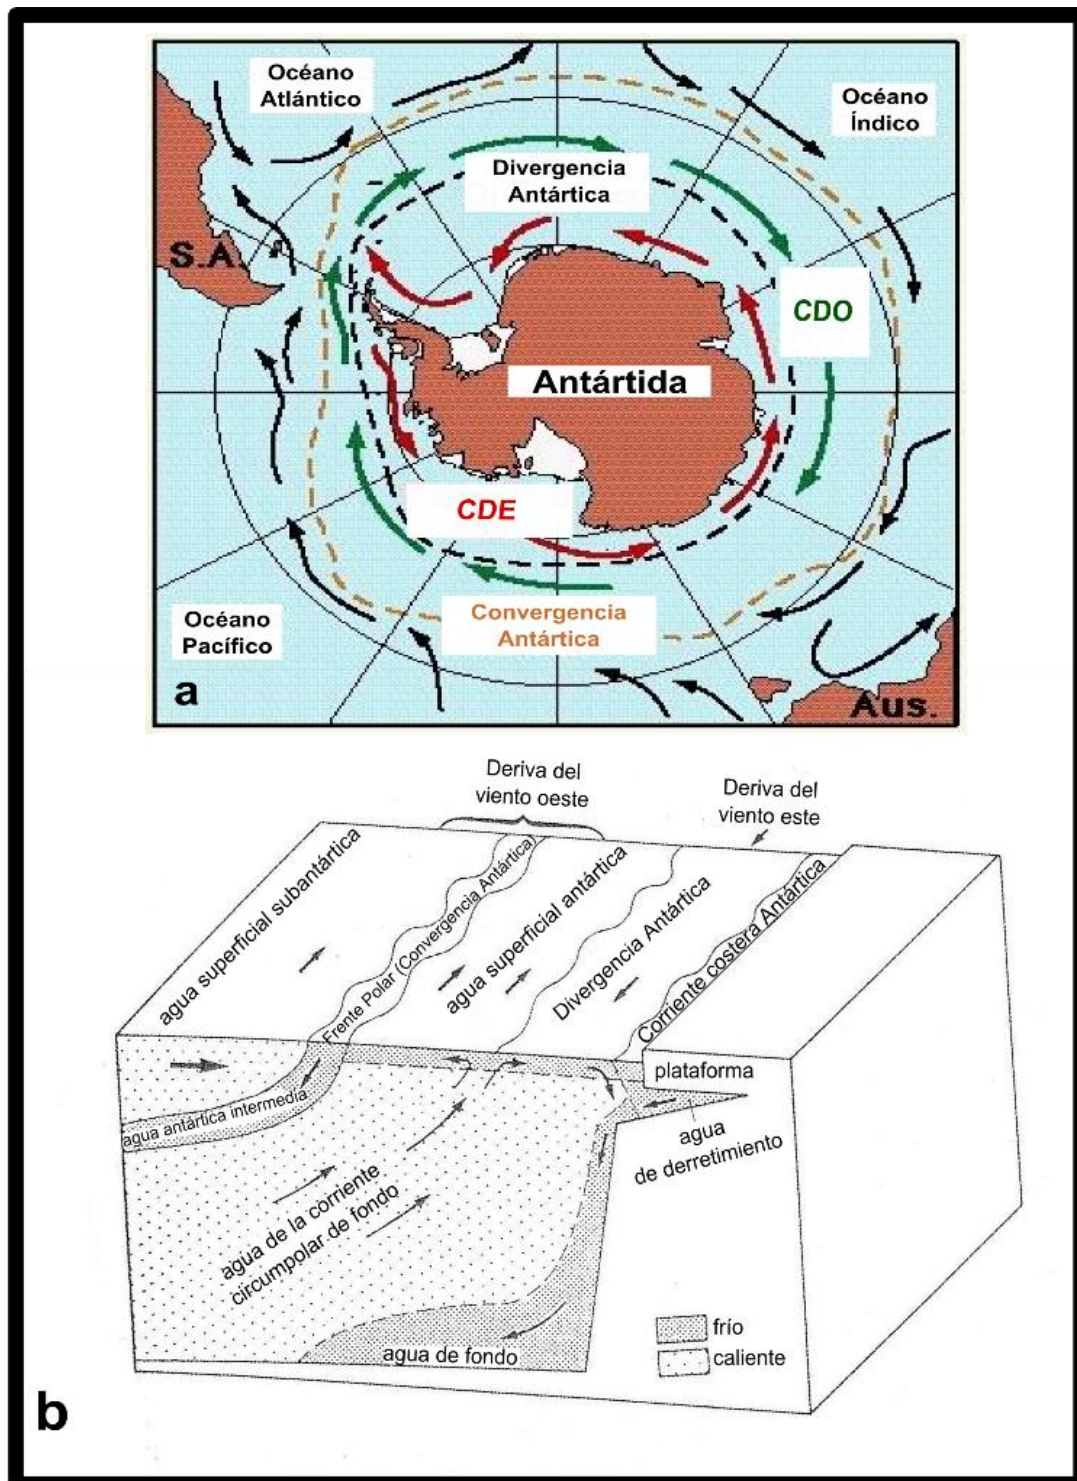 Océano
Atlántico
Océano
Índico
Divergencia
Antártica
S.A.
CDO
Antártida
CDE
Convergencia
Antártica
Océano
Pacífico
a
Aus.
Deriva del
viento oeste
Deriva del
viento este
agua superficial subantártica
Frente Polar (Convergencia Antártica)
agua superficial antártica
Divergencia Antártica
Corriente costera Antártica
plataforma
agua antártica intermedia
agua
de derretimiento
agua de la corriente
circumpolar de fondo
frío
caliente
agua de fondo
b